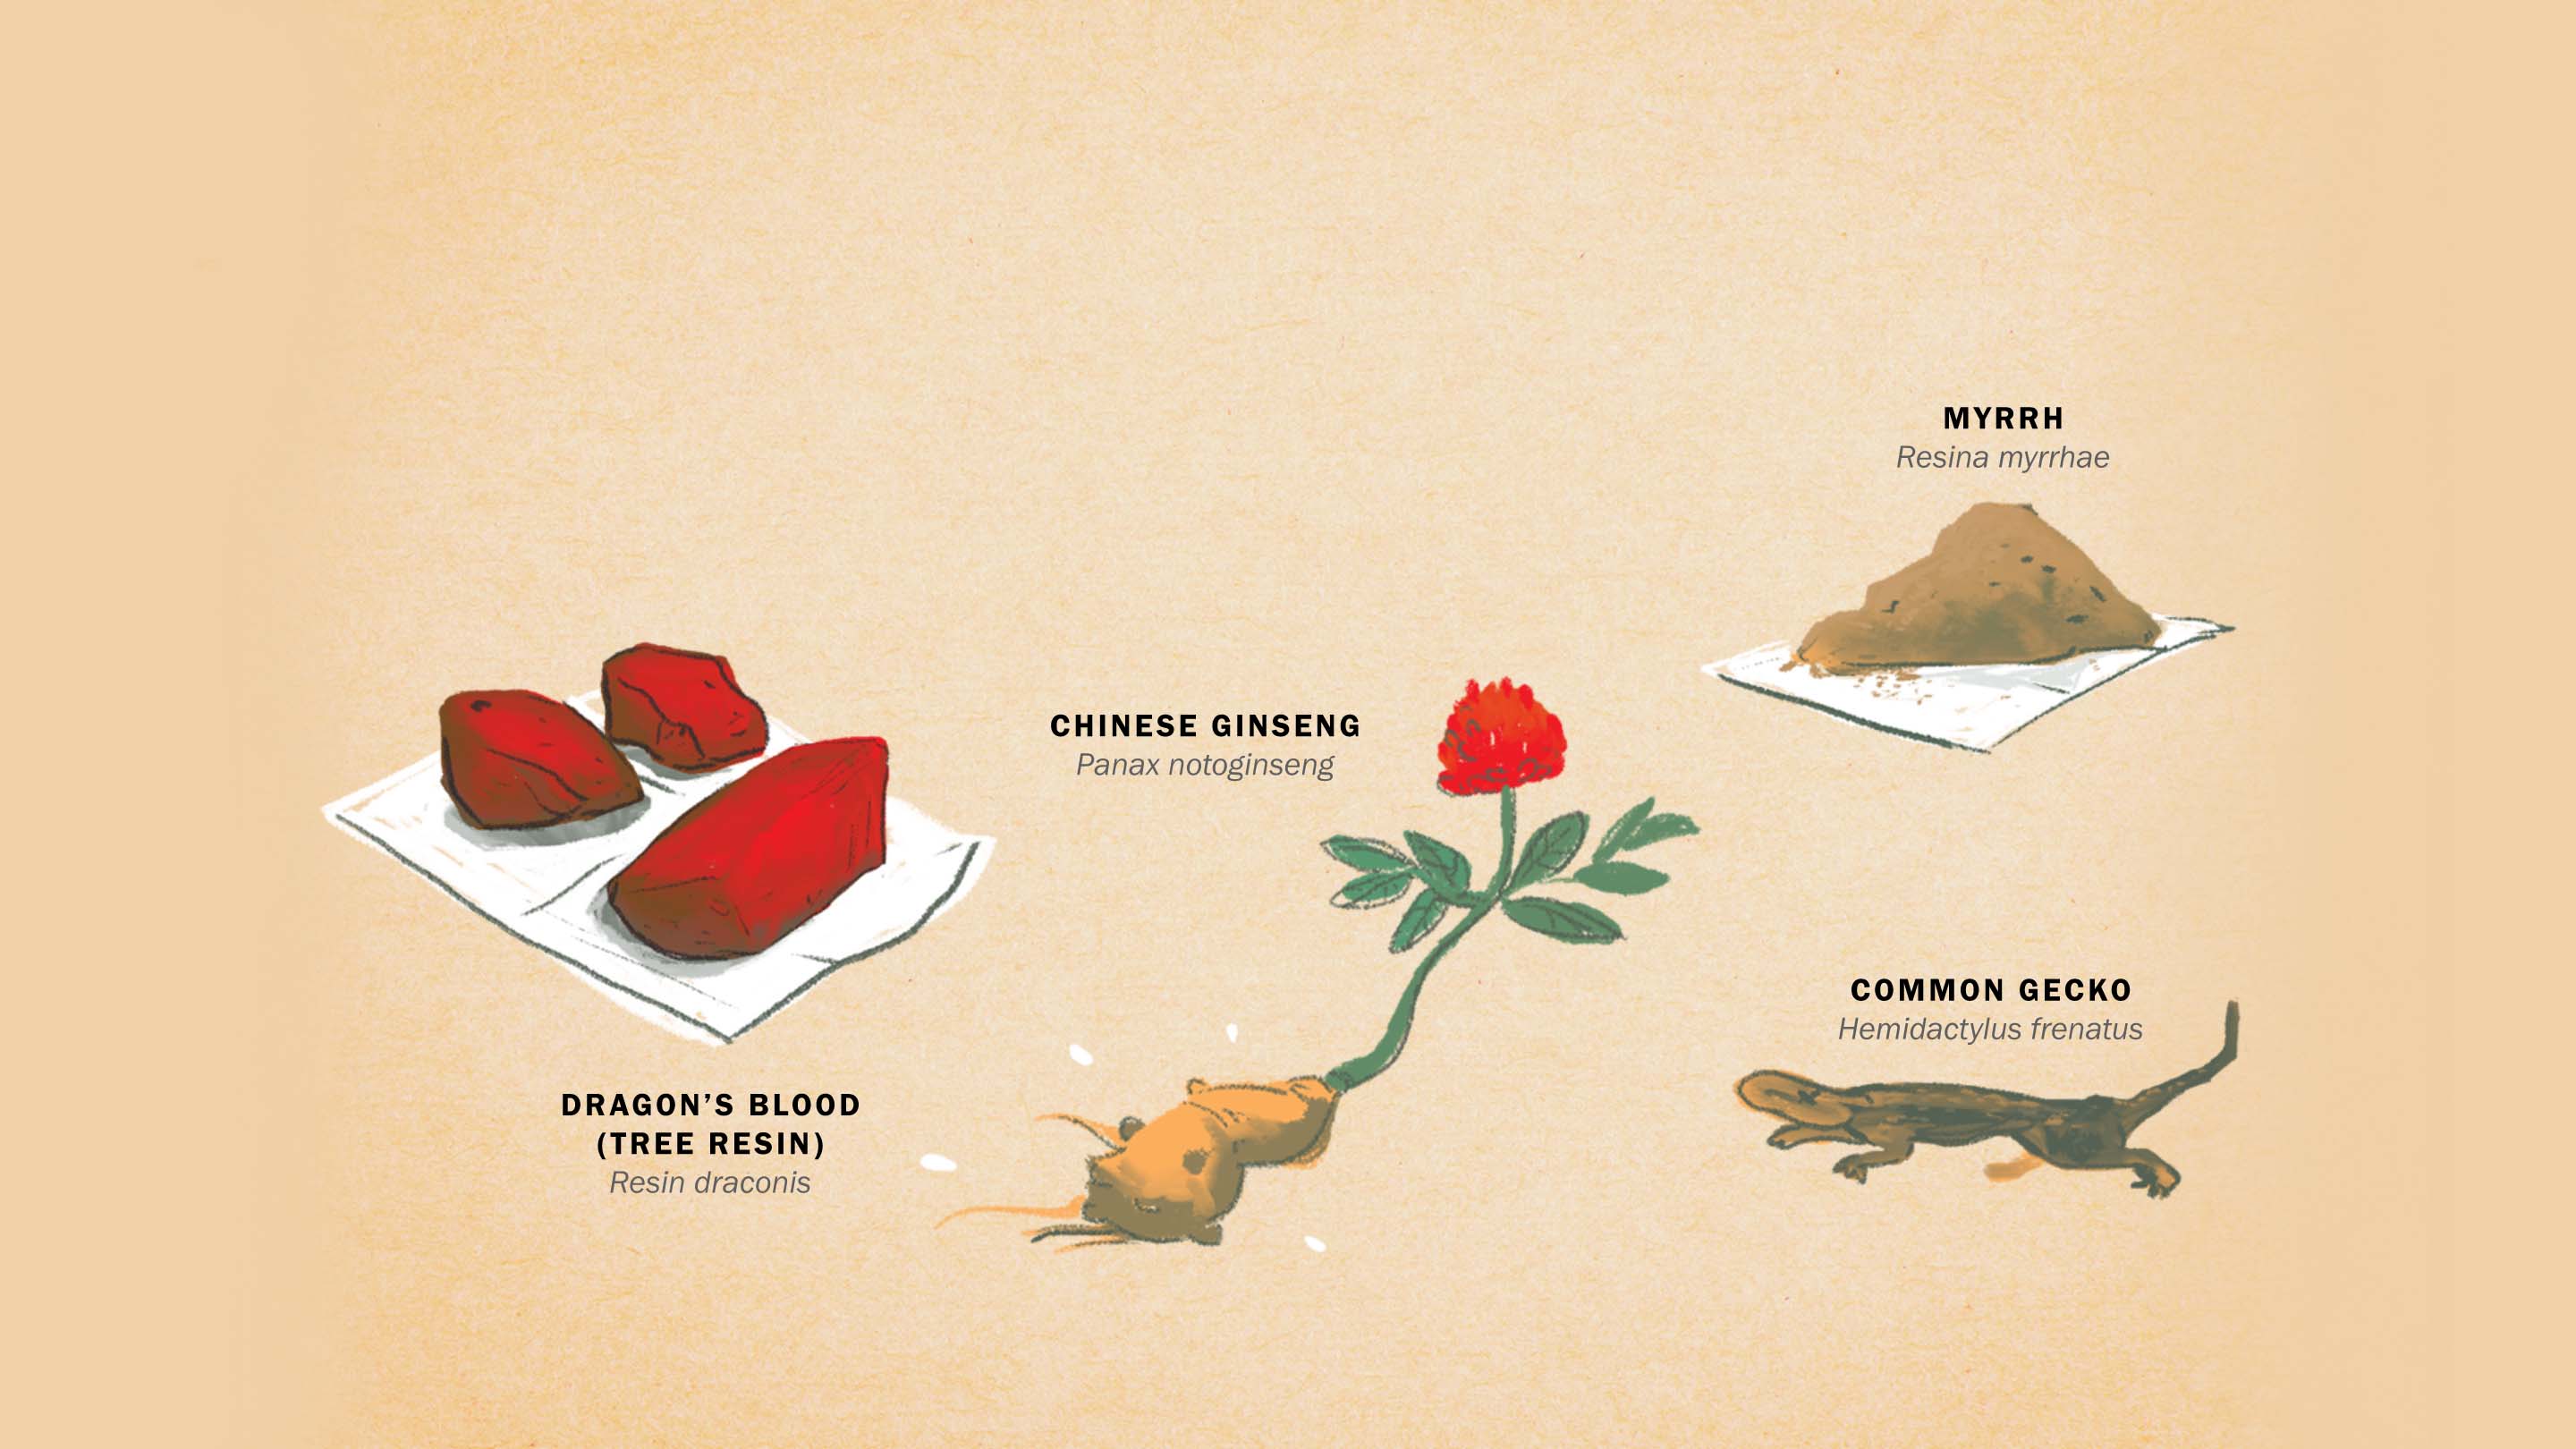 MYRRH
Resina myrrhae
CHINESE GINSENG
Panax notoginseng
COMMON GECKO
Hemidactylus frenatus
DRAGON’S BLOOD
(TREE RESIN)
Resin draconis